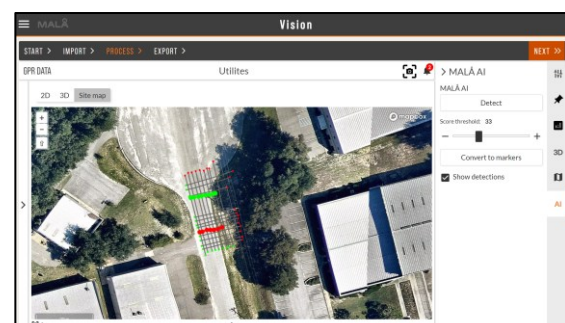 MALÅ
Vision
START > IMPORT > PROCESS > EXPORT >
NEXT >>
GPR DATA
Utilites
2D 3D Site map
mapbox
> MALÅ AI
MALÅ AI
Detect
Score threshold: 33
Convert to markers
Show detections
3D
AI